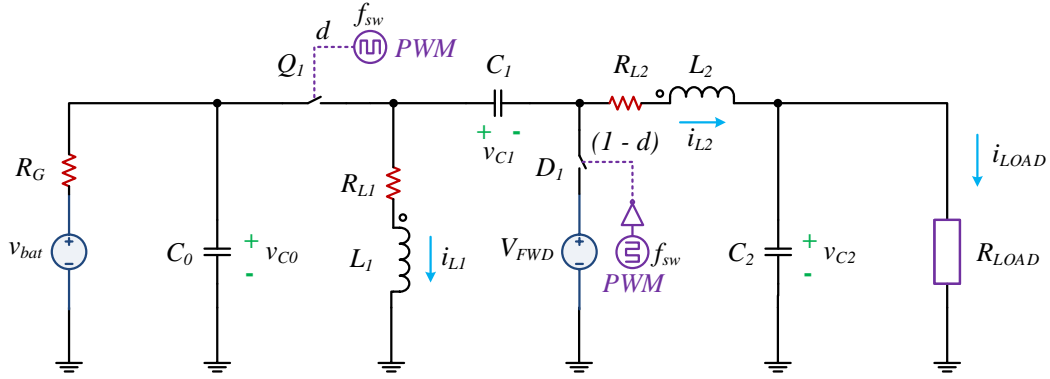 f_sw
d
PWM
Q_1
C_1
R_L2
L_2
+ -
v_C1
i_L2
(1 - d)
D_1
i_LOAD
R_G
R_L1
v_bat
+
-
C_0
+
-
v_C0
L_1
i_L1
V_FWD
+
-
f_sw
PWM
C_2
+
-
v_C2
R_LOAD